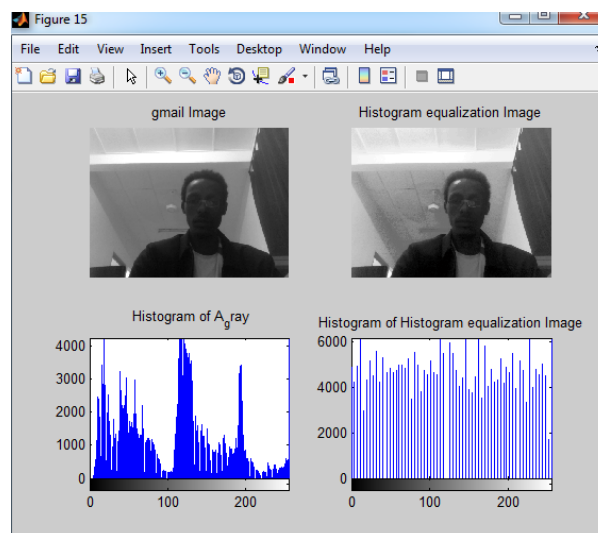 Figure 15
File Edit View Insert Tools Desktop Window Help
gmail Image
Histogram equalization Image
Histogram of A_gray
4000
3000
2000
1000
0
0 100 200
Histogram of Histogram equalization Image
6000
4000
2000
0
0 100 200